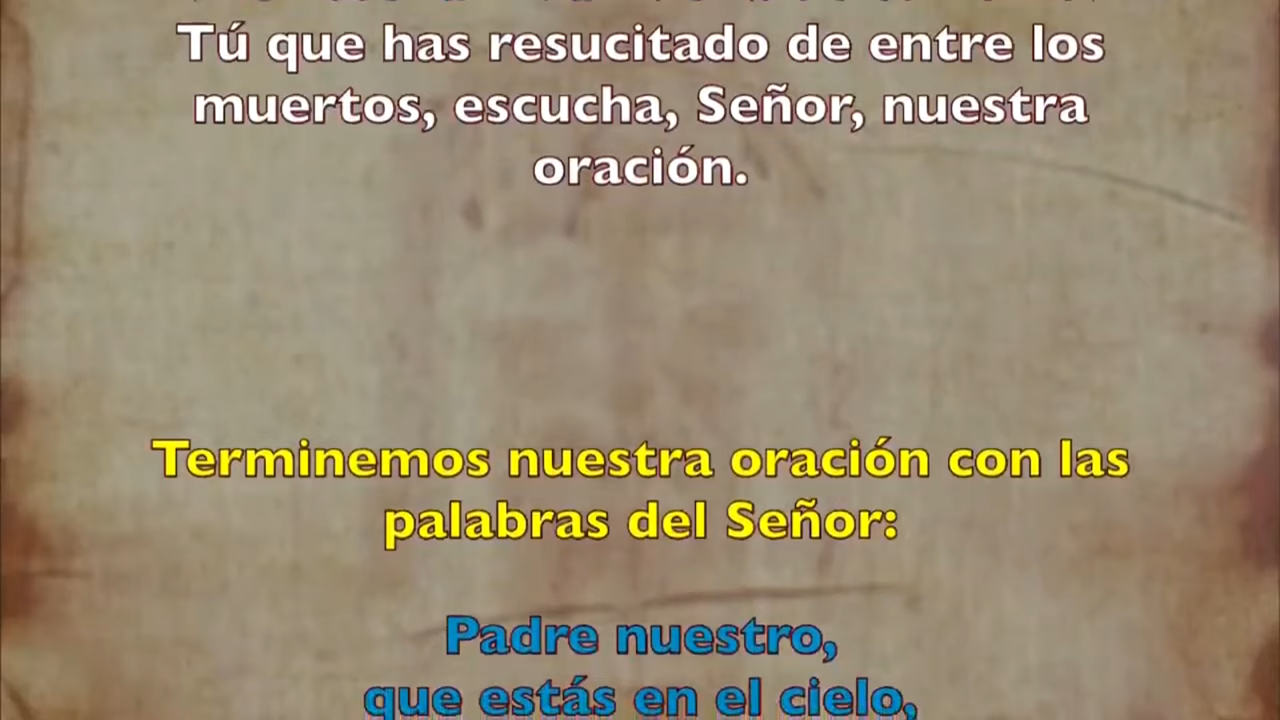 Tú que has resucitado de entre los
muertos, escucha, Señor, nuestra
oración.
Terminemos nuestra oración con las
palabras del Señor:
Padre nuestro,
que estás en el cielo,